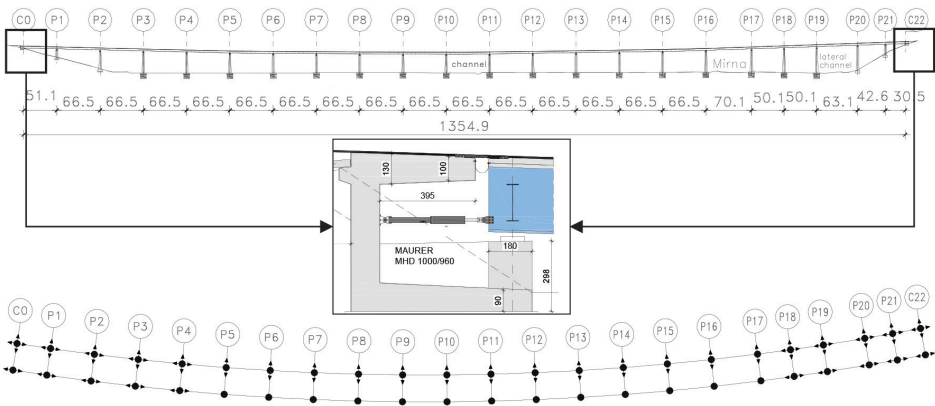 C0 P1 P2 P3 P4 P5 P6 P7 P8 P9 P10 P11 P12 P13 P14 P15 P16 P17 P18 P19 P20 P21 C22
channel Mirna lateral
channel
51.1 66.5 66.5 66.5 66.5 66.5 66.5 66.5 66.5 66.5 66.5 66.5 66.5 66.5 66.5 66.5 70.1 50.1 50.1 63.1 42.6 30.5
1354.9
130 100
395
MAURER
MHD 1000/960
180
298
90
C0 P1 P2 P3 P4 P5 P6 P7 P8 P9 P10 P11 P12 P13 P14 P15 P16 P17 P18 P19 P20 P21 C22